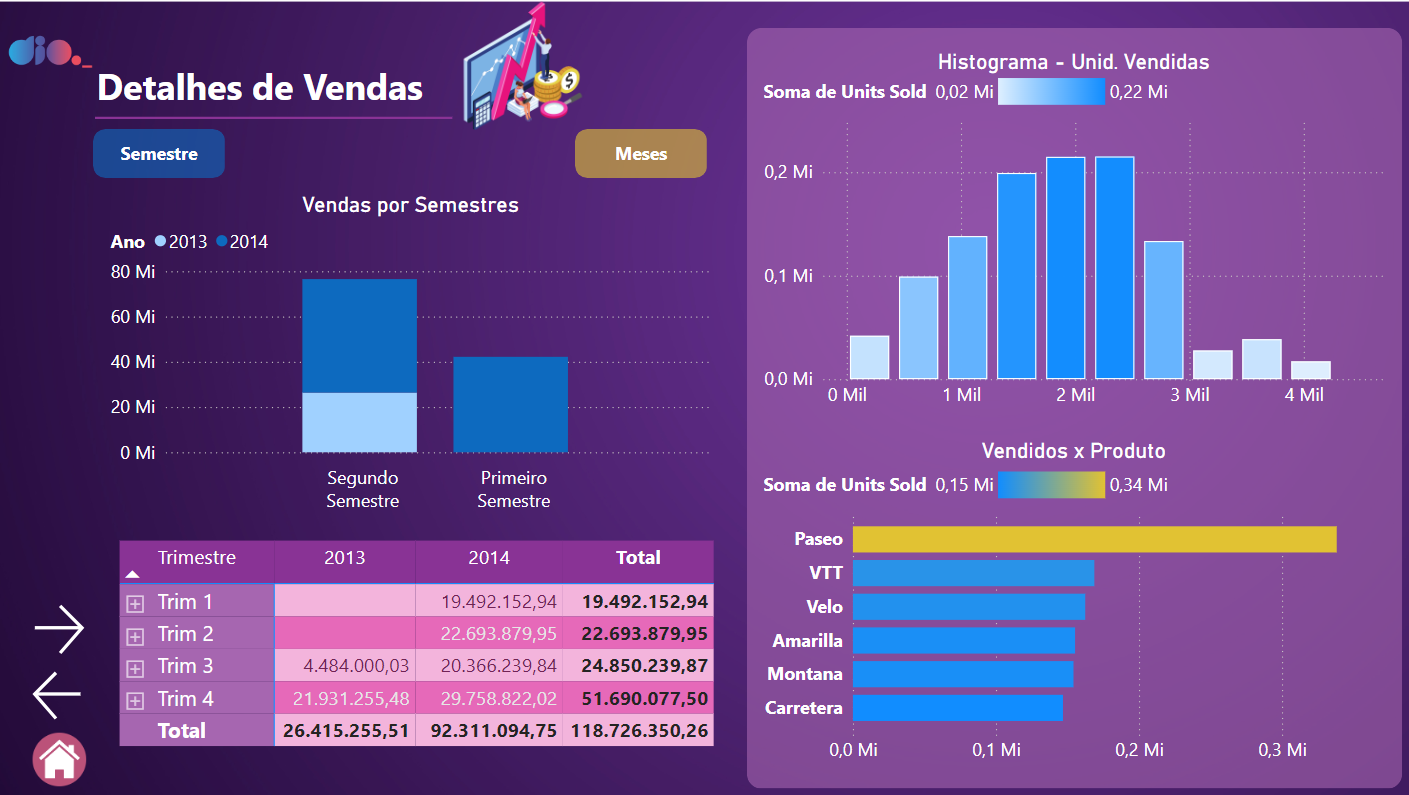 dio._
Detalhes de Vendas
$
Semestre
Meses
Vendas por Semestres
Ano 2013 2014
80 Mi
60 Mi
40 Mi
20 Mi
0 Mi
Segundo Semestre
Primeiro Semestre
Trimestre 2013 2014 Total
Trim 1 19.492.152,94 19.492.152,94
Trim 2 22.693.879,95 22.693.879,95
Trim 3 4.484.000,03 20.366.239,84 24.850.239,87
Trim 4 21.931.255,48 29.758.822,02 51.690.077,50
Total 26.415.255,51 92.311.094,75 118.726.350,26
Histograma - Unid. Vendidas
Soma de Units Sold 0,02 Mi 0,22 Mi
0,2 Mi
0,1 Mi
0,0 Mi
0 Mil 1 Mil 2 Mil 3 Mil 4 Mil
Vendidos x Produto
Soma de Units Sold 0,15 Mi 0,34 Mi
Paseo
VTT
Velo
Amarilla
Montana
Carretera
0,0 Mi 0,1 Mi 0,2 Mi 0,3 Mi